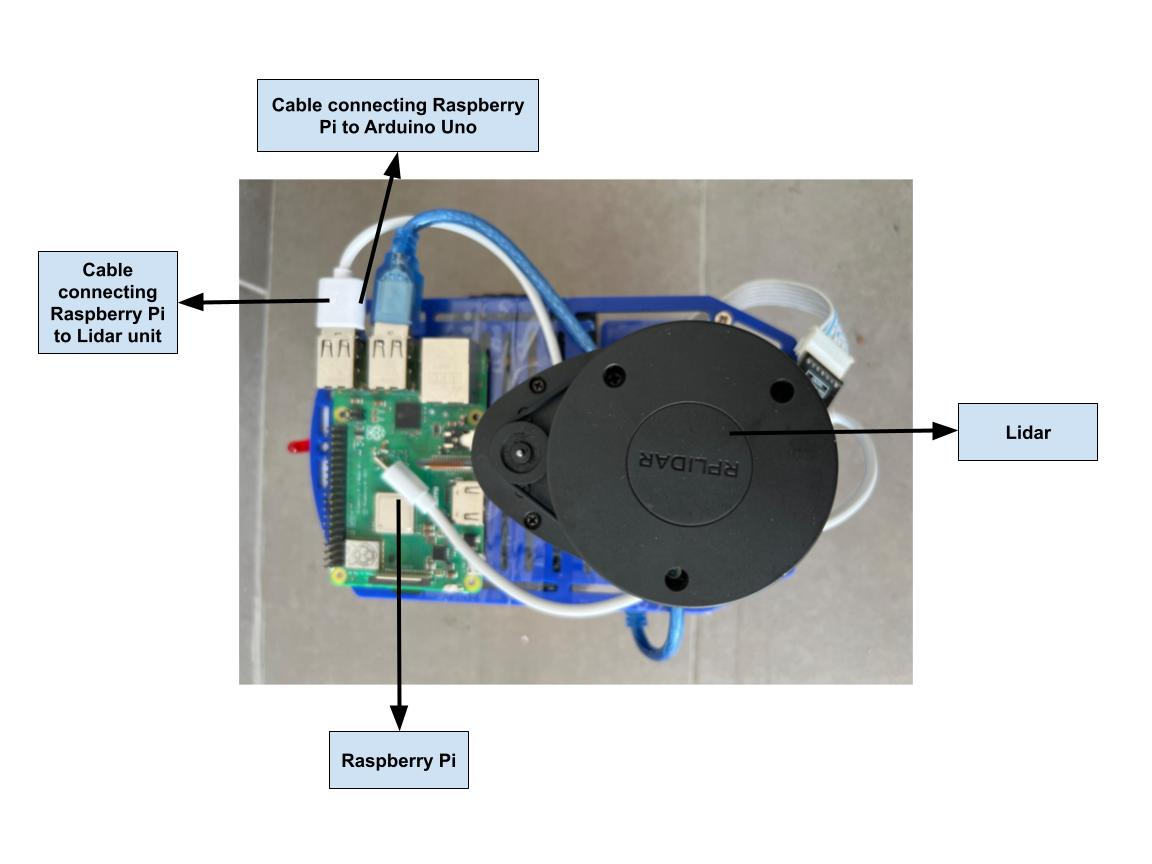 Cable connecting Raspberry
Pi to Arduino Uno
Cable
connecting
Raspberry Pi
to Lidar unit
Lidar
RPLIDAR
Raspberry Pi